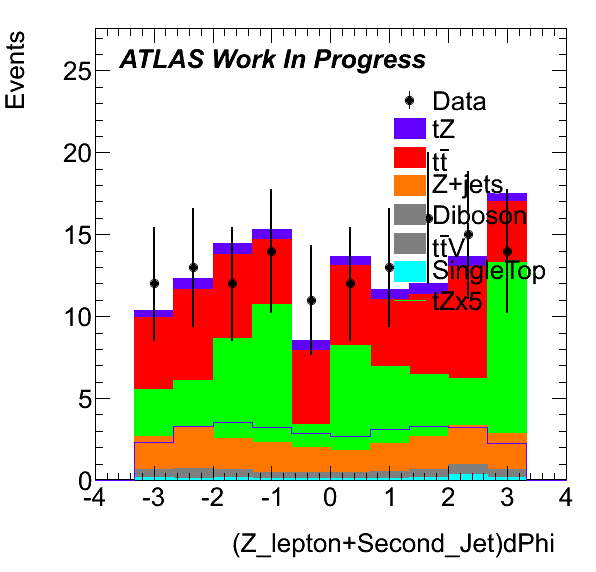 Events
ATLAS Work In Progress
25
20
15
10
5
0
Data
tZ
tt̄
Z+jets
Diboson
tt̄V
SingleTop
tZx5
-4 -3 -2 -1 0 1 2 3 4
(Z_lepton+Second_Jet)dPhi